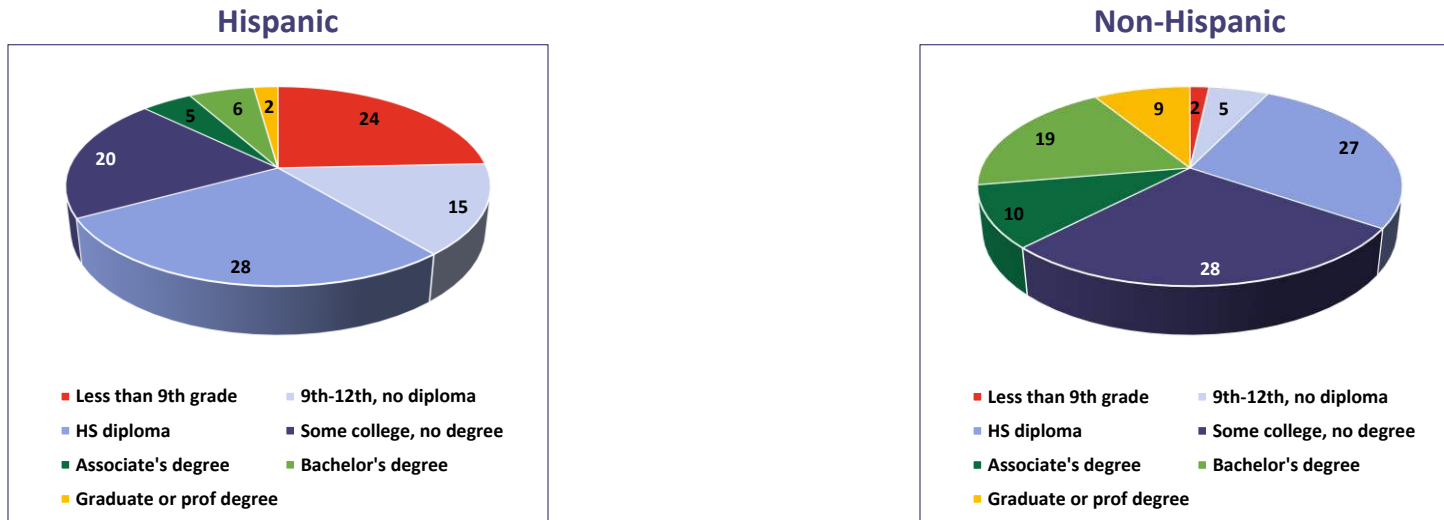 Hispanic
24
15
28
20
5
6
2
Less than 9th grade
9th-12th, no diploma
HS diploma
Some college, no degree
Associate's degree
Bachelor's degree
Graduate or prof degree
Non-Hispanic
2
5
27
28
10
19
9
Less than 9th grade
9th-12th, no diploma
HS diploma
Some college, no degree
Associate's degree
Bachelor's degree
Graduate or prof degree